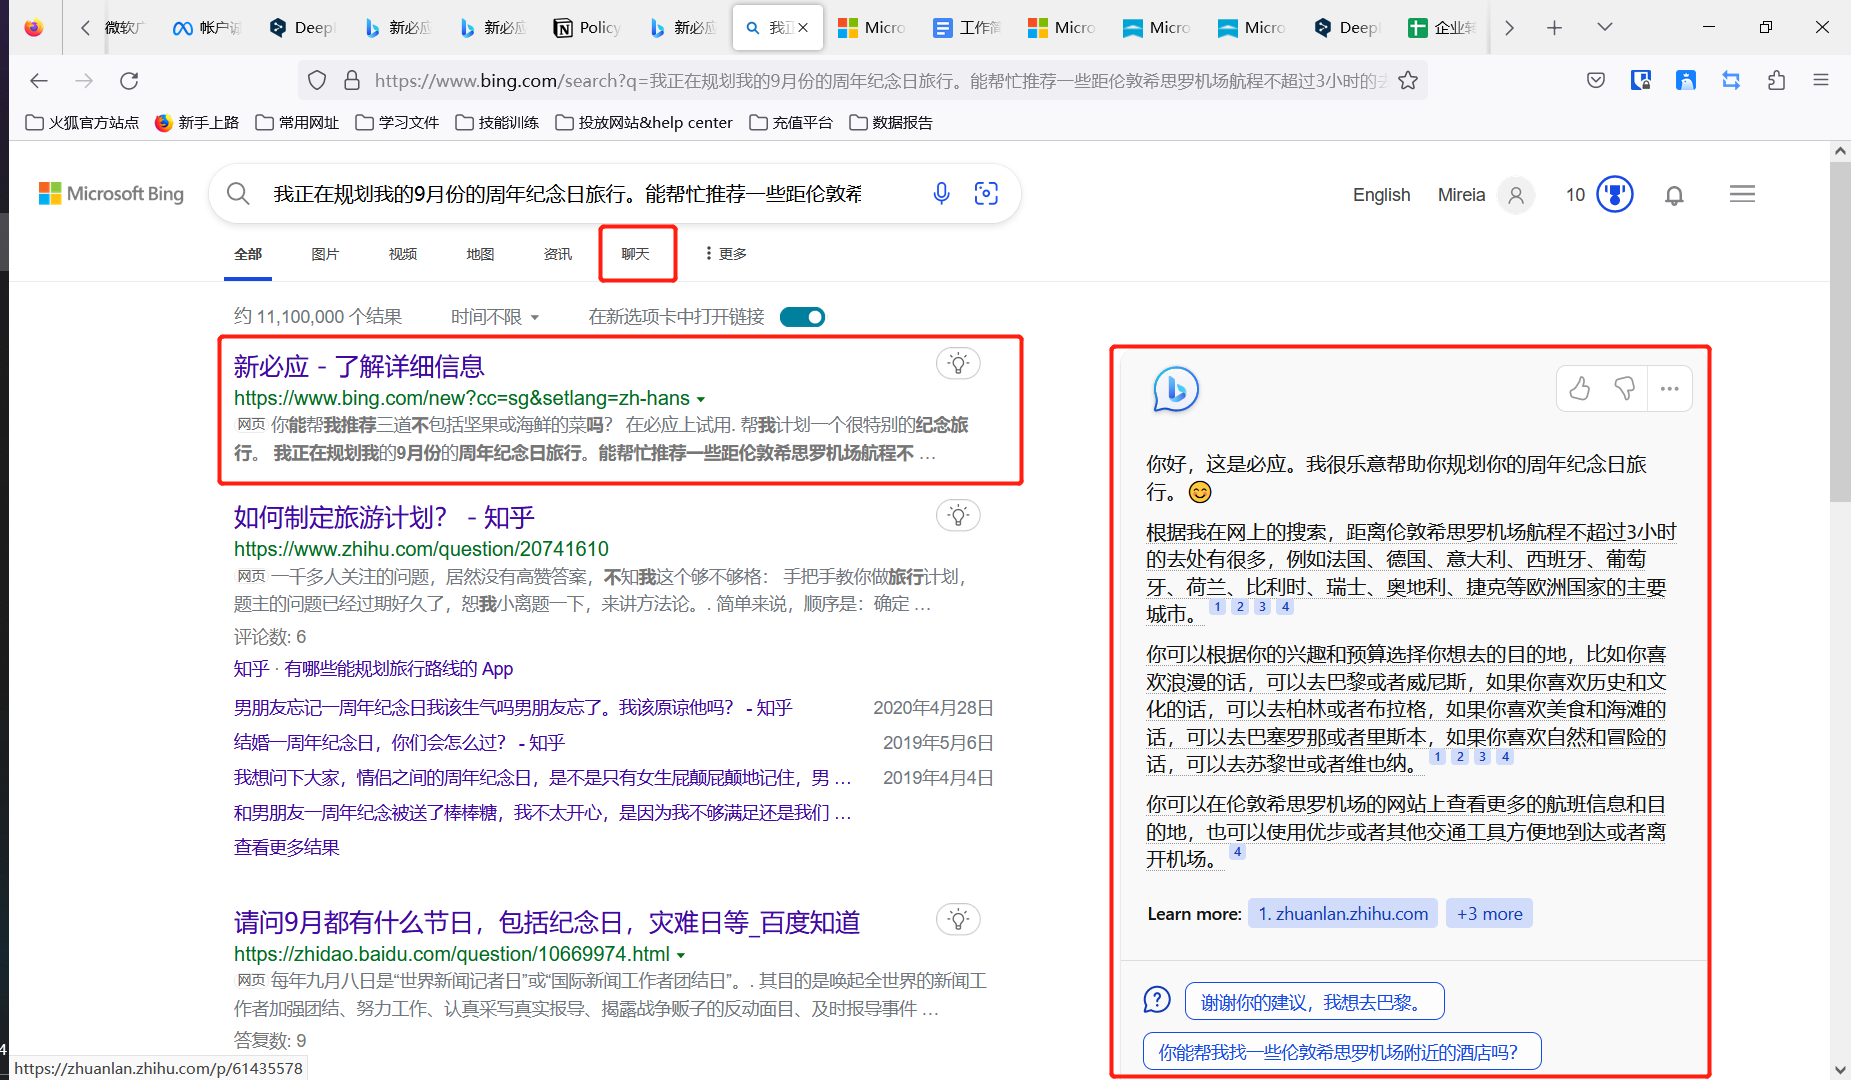 微软广
帐户认
Deepl
新必应
新必应
Policy
新必应
我正
Micro
工作简
Micro
Micro
Micro
Deepl
企业转
https://www.bing.com/search?q=我正在规划我的9月份的周年纪念日旅行。能帮忙推荐一些距伦敦希思罗机场航程不超过3小时的去
火狐官方站点
新手上路
常用网址
学习文件
技能训练
投放网站&help center
充值平台
数据报告
Microsoft Bing
我正在规划我的9月份的周年纪念日旅行。能帮忙推荐一些距伦敦希
English
Mireia
10
全部
图片
视频
地图
资讯
聊天
更多
约 11,100,000 个结果
时间不限
在新选项卡中打开链接
新必应 - 了解详细信息
https://www.bing.com/new?cc=sg&setlang=zh-hans
网页 你能帮我推荐三道不包括坚果或海鲜的菜吗？ 在必应上试用. 帮我计划一个很特别的纪念旅
行。 我正在规划我的9月份的周年纪念日旅行。能帮忙推荐一些距伦敦希思罗机场航程不 …
如何制定旅游计划？ - 知乎
https://www.zhihu.com/question/20741610
网页 一千多人关注的问题，居然没有高赞答案，不知我这个够不够格： 手把手教你做旅行计划，
题主的问题已经过期好久了，恕我小离题一下，来讲方法论。. 简单来说，顺序是：确定 …
评论数: 6
知乎 · 有哪些能规划旅行路线的 App
男朋友忘记一周年纪念日我该生气吗男朋友忘了。我该原谅他吗？ - 知乎
2020年4月28日
结婚一周年纪念日，你们会怎么过？ - 知乎
2019年5月6日
我想问下大家，情侣之间的周年纪念日，是不是只有女生屁颠屁颠地记住，男 …
2019年4月4日
和男朋友一周年纪念被送了棒棒糖，我不太开心，是因为我不够满足还是我们 …
查看更多结果
请问9月都有什么节日，包括纪念日，灾难日等_百度知道
https://zhidao.baidu.com/question/10669974.html
网页 每年九月八日是“世界新闻记者日”或“国际新闻工作者团结日”。. 其目的是唤起全世界的新闻工
作者加强团结、努力工作、认真采写真实报导、揭露战争贩子的反动面目、及时报导事件 …
答复数: 9
4
https://zhuanlan.zhihu.com/p/61435578
你好，这是必应。我很乐意帮助你规划你的周年纪念日旅
行。😊
根据我在网上的搜索，距离伦敦希思罗机场航程不超过3小时
的去处有很多，例如法国、德国、意大利、西班牙、葡萄
牙、荷兰、比利时、瑞士、奥地利、捷克等欧洲国家的主要
城市。 1 2 3 4
你可以根据你的兴趣和预算选择你想去的目的地，比如你喜
欢浪漫的话，可以去巴黎或者威尼斯，如果你喜欢历史和文
化的话，可以去柏林或者布拉格，如果你喜欢美食和海滩的
话，可以去巴塞罗那或者里斯本，如果你喜欢自然和冒险的
话，可以去苏黎世或者维也纳。 1 2 3 4
你可以在伦敦希思罗机场的网站上查看更多的航班信息和目
的地，也可以使用优步或者其他交通工具方便地到达或者离
开机场。 4
Learn more: 1. zhuanlan.zhihu.com +3 more
谢谢你的建议，我想去巴黎。
你能帮我找一些伦敦希思罗机场附近的酒店吗？